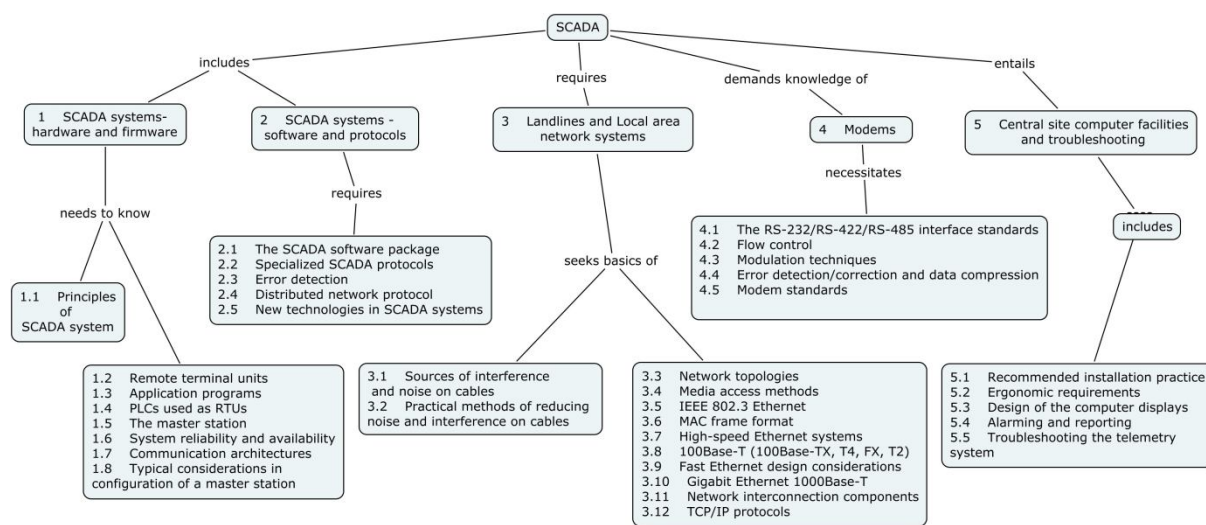 SCADA
includes
requires
demands knowledge of
entails
1 SCADA systems-
hardware and firmware
2 SCADA systems -
software and protocols
3 Landlines and Local area
network systems
4 Modems
5 Central site computer facilities
and troubleshooting
needs to know
requires
seeks basics of
necessitates
includes
1.1 Principles
of
SCADA system
1.2 Remote terminal units
1.3 Application programs
1.4 PLCs used as RTUs
1.5 The master station
1.6 System reliability and availability
1.7 Communication architectures
1.8 Typical considerations in
configuration of a master station
2.1 The SCADA software package
2.2 Specialized SCADA protocols
2.3 Error detection
2.4 Distributed network protocol
2.5 New technologies in SCADA systems
3.1 Sources of interference
and noise on cables
3.2 Practical methods of reducing
noise and interference on cables
3.3 Network topologies
3.4 Media access methods
3.5 IEEE 802.3 Ethernet
3.6 MAC frame format
3.7 High-speed Ethernet systems
3.8 100Base-T (100Base-TX, T4, FX, T2)
3.9 Fast Ethernet design considerations
3.10 Gigabit Ethernet 1000Base-T
3.11 Network interconnection components
3.12 TCP/IP protocols
4.1 The RS-232/RS-422/RS-485 interface standards
4.2 Flow control
4.3 Modulation techniques
4.4 Error detection/correction and data compression
4.5 Modem standards
5.1 Recommended installation practice
5.2 Ergonomic requirements
5.3 Design of the computer displays
5.4 Alarming and reporting
5.5 Troubleshooting the telemetry
system